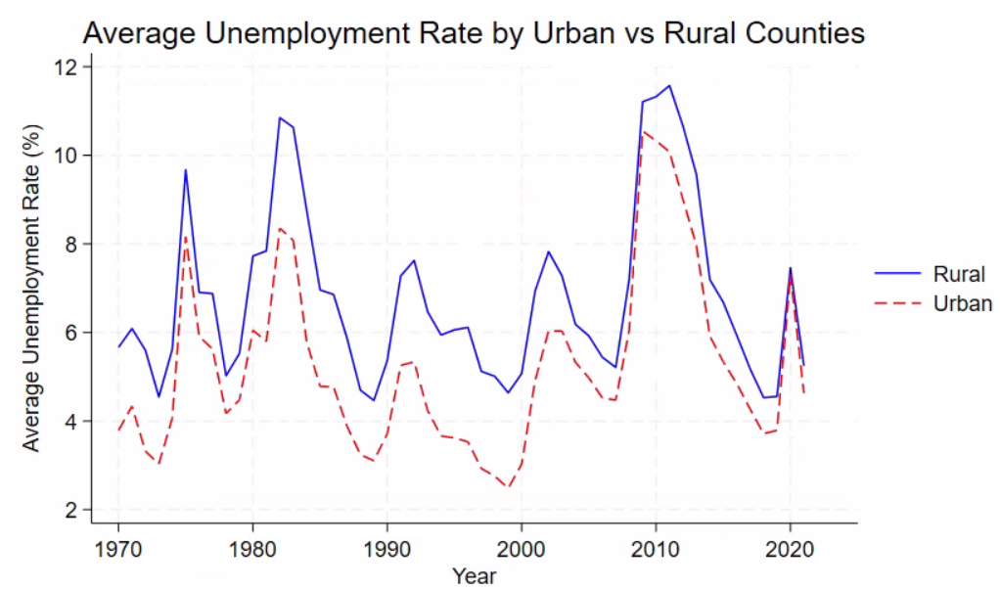 Average Unemployment Rate by Urban vs Rural Counties
Average Unemployment Rate (%)
12
10
8
6
4
2
1970 1980 1990 2000 2010 2020
Year
Rural
Urban